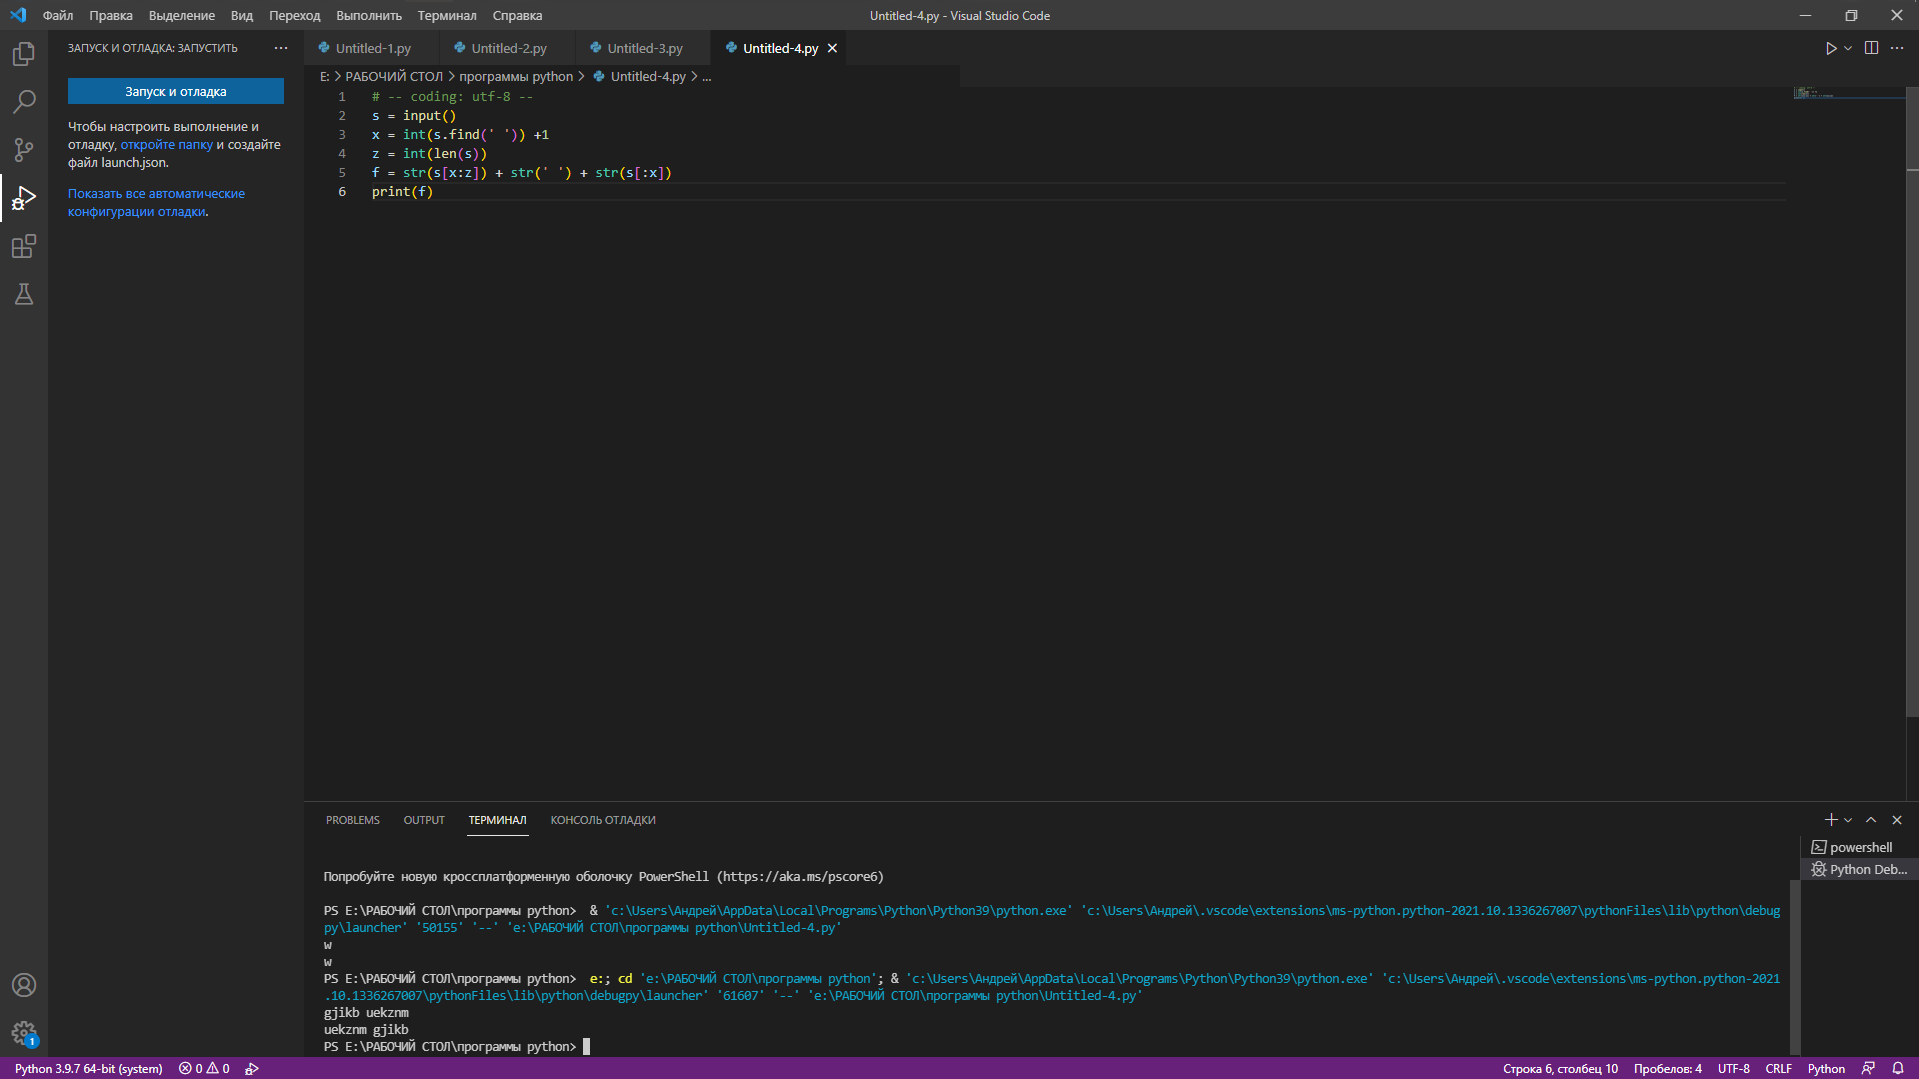 Файл Правка Выделение Вид Переход Выполнить Терминал Справка
Untitled-4.py - Visual Studio Code
ЗАПУСК И ОТЛАДКА: ЗАПУСТИТЬ ...
Запуск и отладка
Чтобы настроить выполнение и
отладку, откройте папку и создайте
файл launch.json.
Показать все автоматические
конфигурации отладки.
Untitled-1.py Untitled-2.py Untitled-3.py Untitled-4.py
E: > РАБОЧИЙ СТОЛ > программы python > Untitled-4.py > ...
1 # -- coding: utf-8 --
2 s = input()
3 x = int(s.find(' ')) +1
4 z = int(len(s))
5 f = str(s[x:z]) + str(' ') + str(s[:x])
6 print(f)
PROBLEMS OUTPUT ТЕРМИНАЛ КОНСОЛЬ ОТЛАДКИ
powershell
Python Deb...
Попробуйте новую кроссплатформенную оболочку PowerShell (https://aka.ms/pscore6)
PS E:\РАБОЧИЙ СТОЛ\программы python>  & 'c:\Users\Андрей\AppData\Local\Programs\Python\Python39\python.exe' 'c:\Users\Андрей\.vscode\extensions\ms-python.python-2021.10.1336267007\pythonFiles\lib\python\debug
py\launcher' '50155' '--' 'e:\РАБОЧИЙ СТОЛ\программы python\Untitled-4.py'
w
w
PS E:\РАБОЧИЙ СТОЛ\программы python>  e:; cd 'e:\РАБОЧИЙ СТОЛ\программы python'; & 'c:\Users\Андрей\AppData\Local\Programs\Python\Python39\python.exe' 'c:\Users\Андрей\.vscode\extensions\ms-python.python-2021
.10.1336267007\pythonFiles\lib\python\debugpy\launcher' '61607' '--' 'e:\РАБОЧИЙ СТОЛ\программы python\Untitled-4.py'
gjikb uekznm
uekznm gjikb
PS E:\РАБОЧИЙ СТОЛ\программы python>
1
Python 3.9.7 64-bit (system) 0 0
Строка 6, столбец 10 Пробелов: 4 UTF-8 CRLF Python